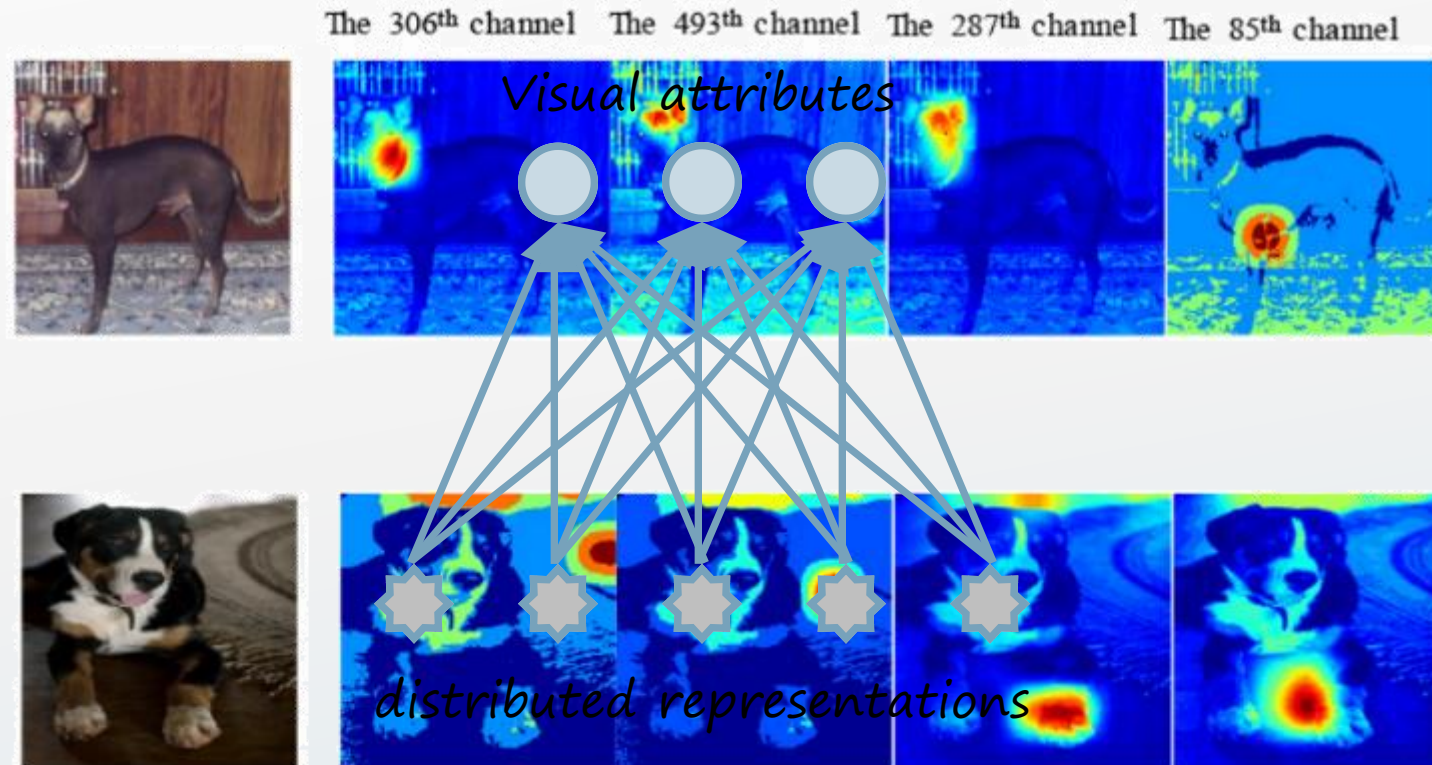 The 306th channel
The 493th channel
The 287th channel
The 85th channel
Visual attributes
distributed representations